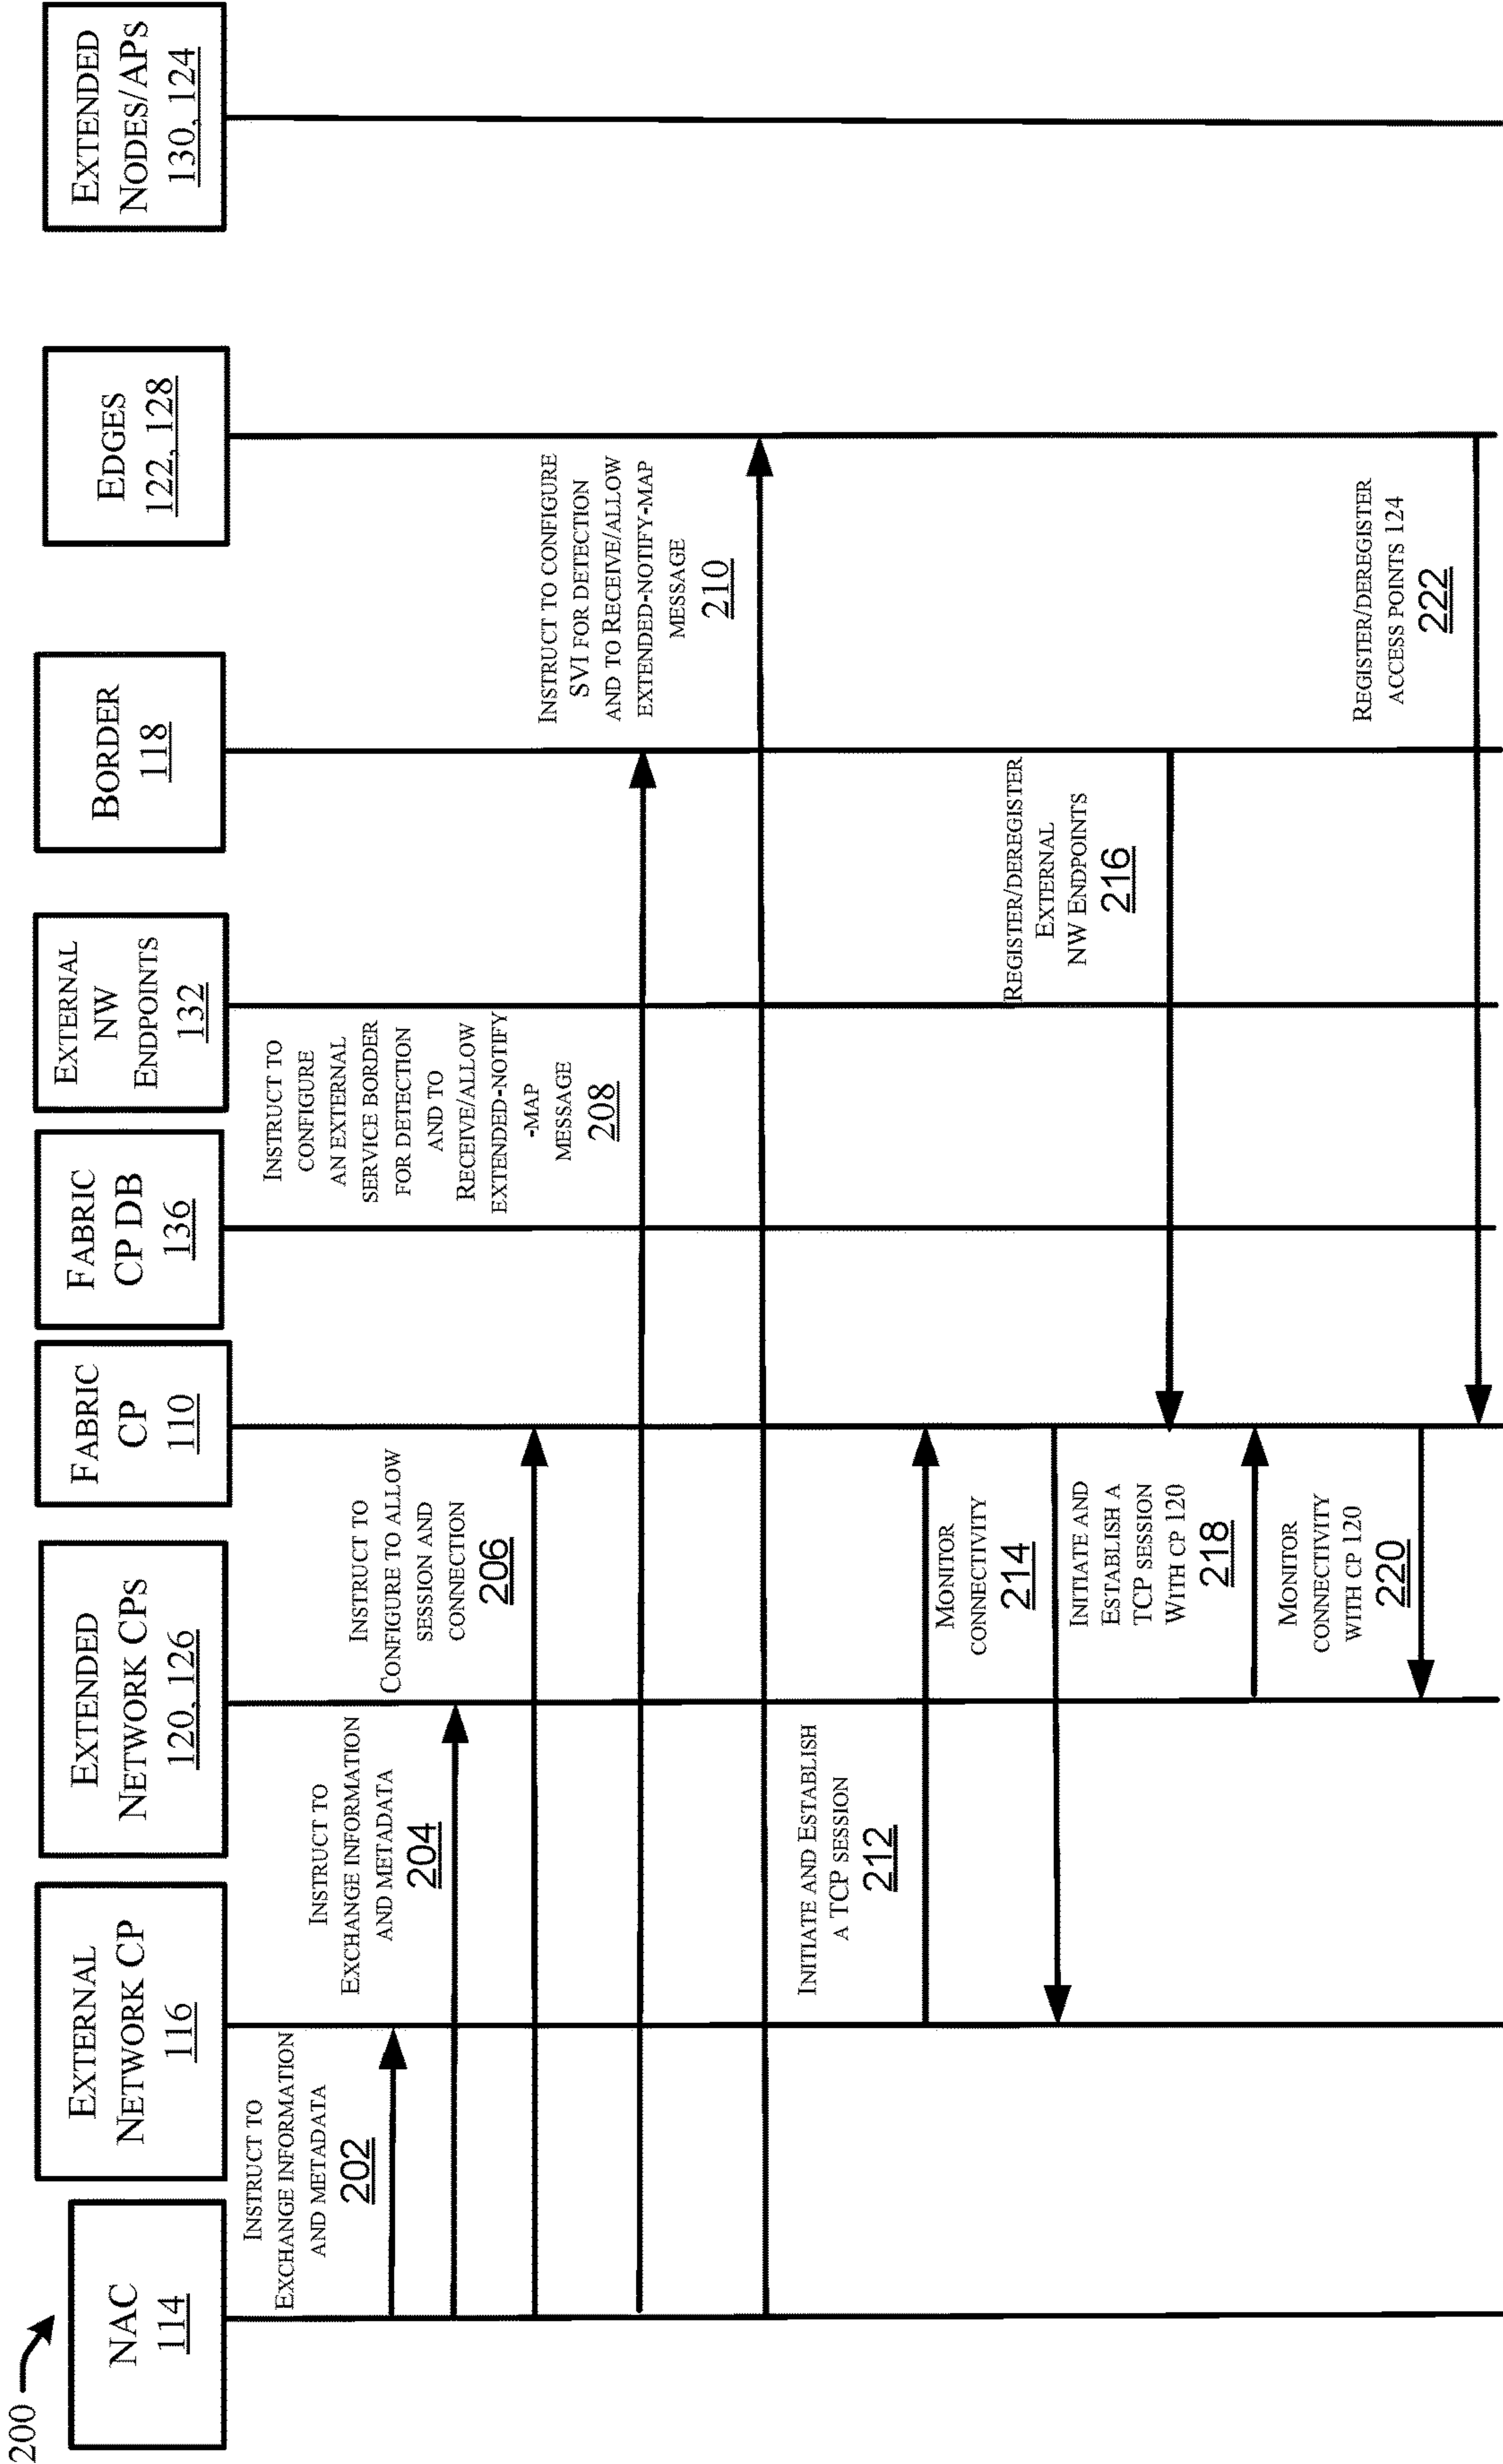 200
NAC
114
EXTERNAL
NETWORK CP
116
EXTENDED
NETWORK CPS
120, 126
FABRIC
CP
110
FABRIC
CP DB
136
EXTERNAL
NW
ENDPOINTS
132
BORDER
118
EDGES
122, 128
EXTENDED
NODES/APS
130, 124
INSTRUCT TO
EXCHANGE INFORMATION
AND METADATA
202
INSTRUCT TO
EXCHANGE INFORMATION
AND METADATA
204
INSTRUCT TO
CONFIGURE TO ALLOW
SESSION AND
CONNECTION
206
INSTRUCT TO
CONFIGURE
AN EXTERNAL
SERVICE BORDER
FOR DETECTION
AND TO
RECEIVE/ALLOW
EXTENDED-NOTIFY
-MAP
MESSAGE
208
INSTRUCT TO CONFIGURE
SVI FOR DETECTION
AND TO RECEIVE/ALLOW
EXTENDED-NOTIFY-MAP
MESSAGE
210
INITIATE AND ESTABLISH
A TCP SESSION
212
MONITOR
CONNECTIVITY
214
REGISTER/DEREGISTER
EXTERNAL
NW ENDPOINTS
216
INITIATE AND
ESTABLISH A
TCP SESSION
WITH CP 120
218
MONITOR
CONNECTIVITY
WITH CP 120
220
REGISTER/DEREGISTER
ACCESS POINTS 124
222